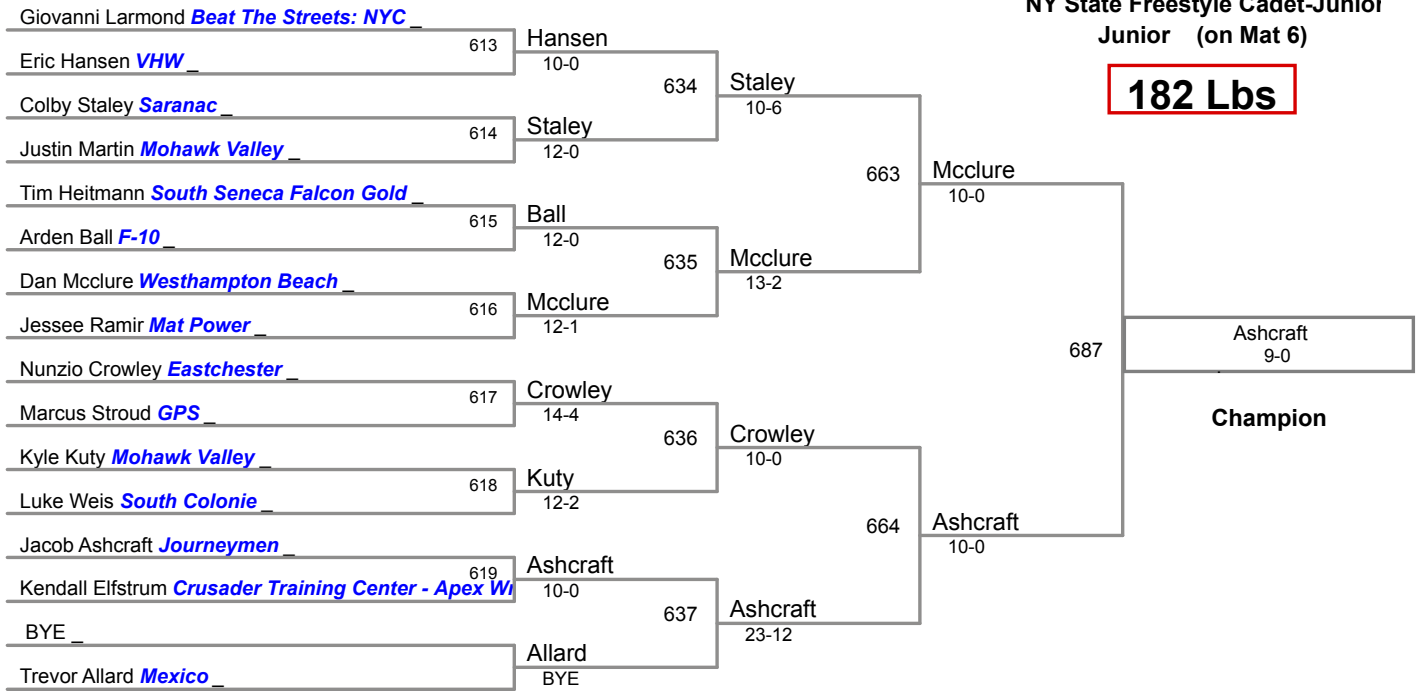 NY State Freestyle Cadet-Junior
Junior (on Mat 6)
182 Lbs
Giovanni Larmond Beat The Streets: NYC _
613
Eric Hansen VHW _
Colby Staley Saranac _
614
Justin Martin Mohawk Valley _
Tim Heitmann South Seneca Falcon Gold _
615
Arden Ball F-10 _
Dan Mcclure Westhampton Beach _
616
Jessee Ramir Mat Power _
Nunzio Crowley Eastchester _
617
Marcus Stroud GPS _
Kyle Kuty Mohawk Valley _
618
Luke Weis South Colonie _
Jacob Ashcraft Journeymen _
619
Kendall Elfstrum Crusader Training Center - Apex Wr
BYE _
Trevor Allard Mexico _
Hansen
10-0
634
Staley
12-0
Ball
12-0
635
Mcclure
12-1
Crowley
14-4
636
Kuty
12-2
Ashcraft
10-0
637
Allard
BYE
Staley
10-6
663
Mcclure
13-2
Crowley
10-0
664
Ashcraft
23-12
Mcclure
10-0
687
Ashcraft
10-0
Ashcraft
9-0
Champion